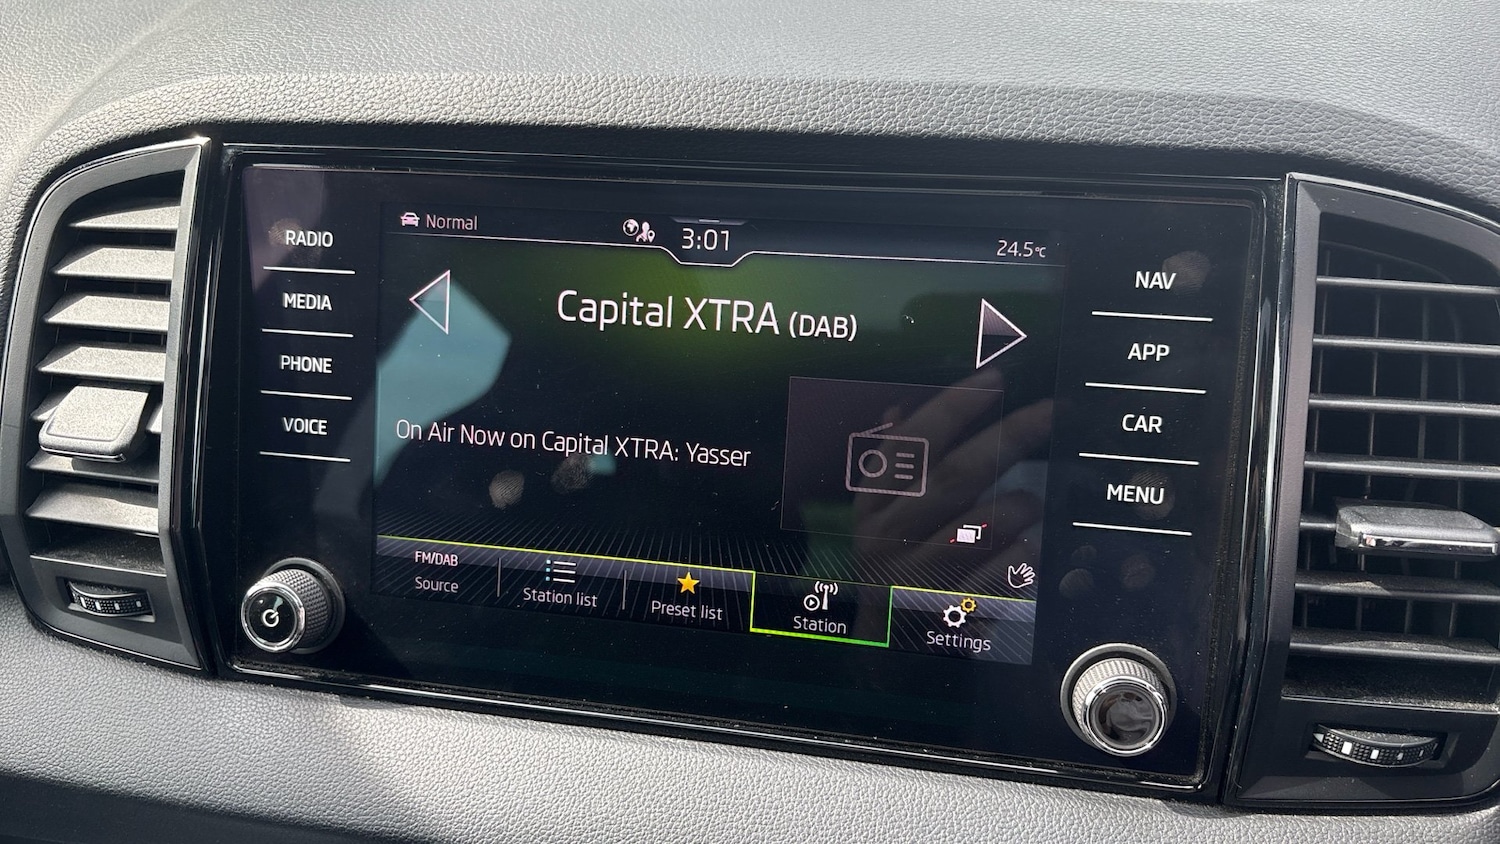 RADIO
MEDIA
PHONE
VOICE
Normal
3:01
24.5°C
Capital XTRA (DAB)
On Air Now on Capital XTRA: Yasser
FM/DAB
Source
Station list
Preset list
Station
Settings
NAV
APP
CAR
MENU